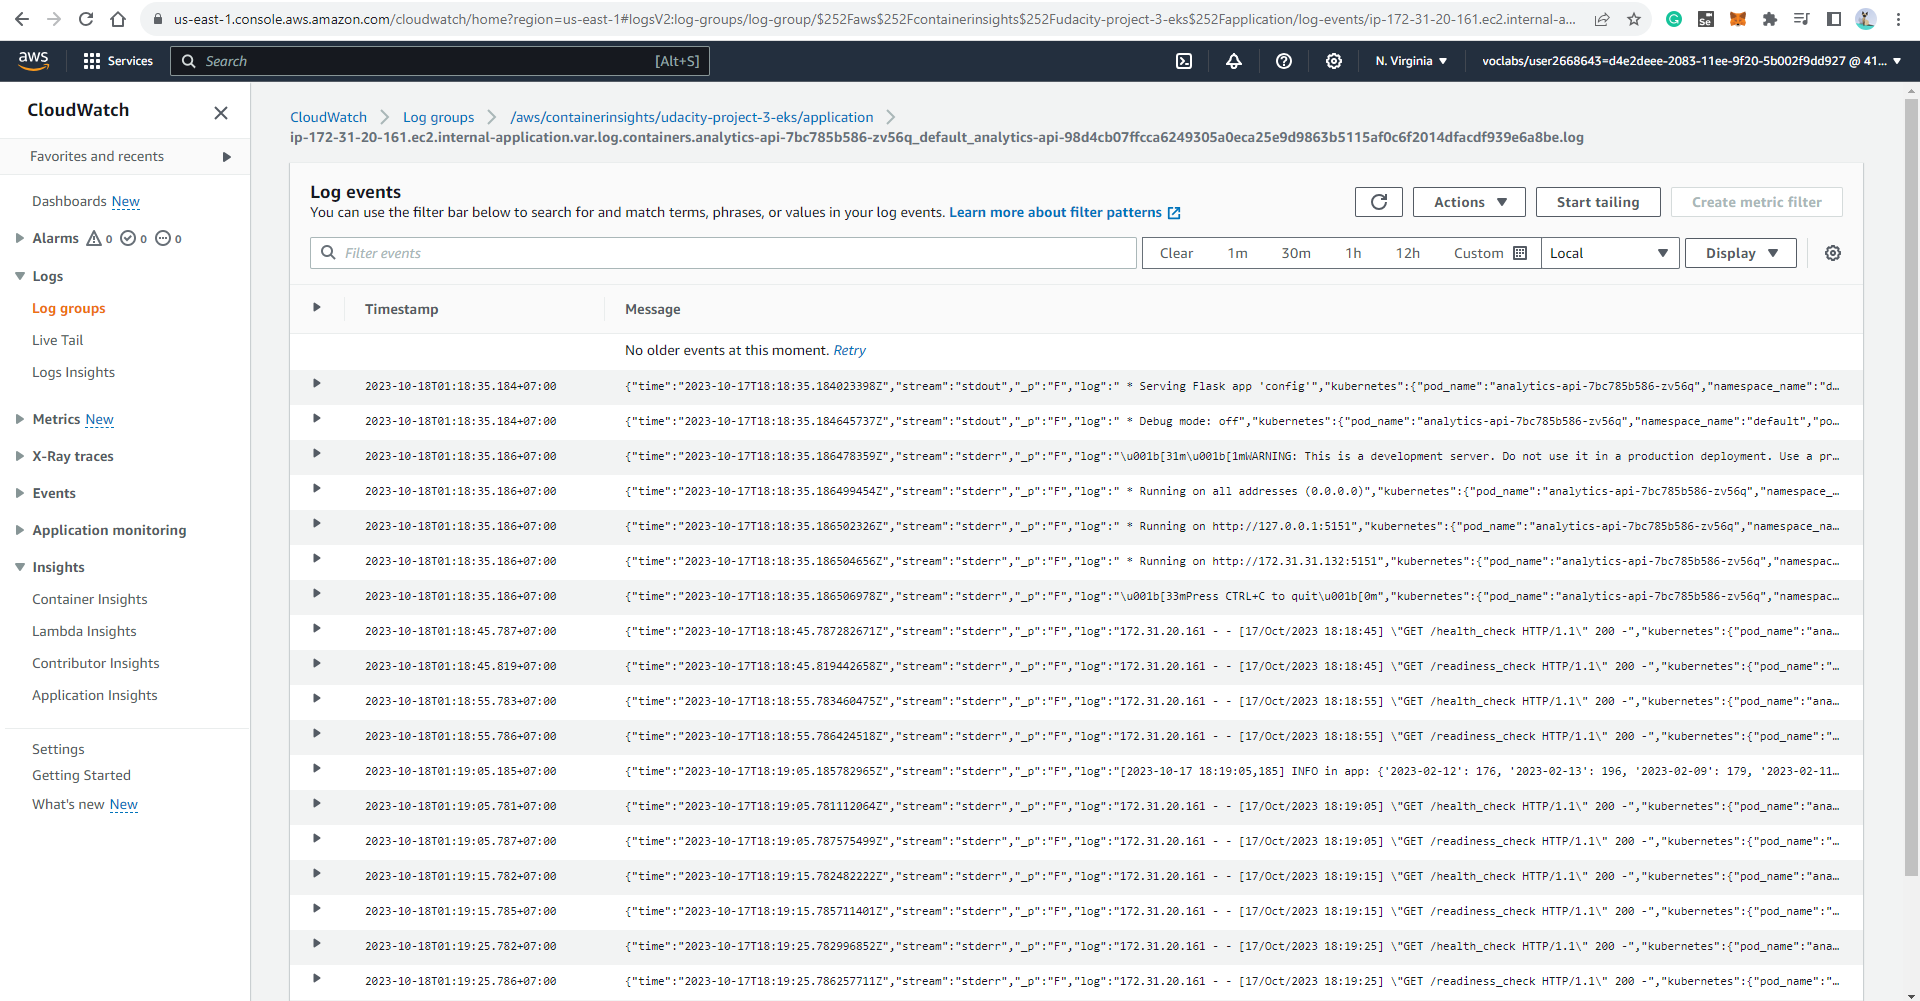 us-east-1.console.aws.amazon.com/cloudwatch/home?region=us-east-1#logsV2:log-groups/log-group/$252Faws$252Fcontainerinsights$252Fudacity-project-3-eks$252Fapplication/log-events/ip-172-31-20-161.ec2.internal-a...
aws Services Search [Alt+S] N. Virginia voclabs/user2668643=d4e2deee-2083-11ee-9f20-5b002f9dd927 @ 41...
CloudWatch
Favorites and recents
Dashboards New
Alarms 0 0 0
Logs
Log groups
Live Tail
Logs Insights
Metrics New
X-Ray traces
Events
Application monitoring
Insights
Container Insights
Lambda Insights
Contributor Insights
Application Insights
Settings
Getting Started
What's new New
CloudWatch Log groups /aws/containerinsights/udacity-project-3-eks/application
ip-172-31-20-161.ec2.internal-application.var.log.containers.analytics-api-7bc785b586-zv56q_default_analytics-api-98d4cb07ffcca6249305a0eca25e9d9863b5115af0c6f2014dfacdf939e6a8be.log
Log events
You can use the filter bar below to search for and match terms, phrases, or values in your log events. Learn more about filter patterns
Actions Start tailing Create metric filter
Filter events Clear 1m 30m 1h 12h Custom Local Display
Timestamp Message
No older events at this moment. Retry
2023-10-18T01:18:35.184+07:00 {"time":"2023-10-17T18:18:35.184023398Z","stream":"stdout","_p":"F","log":" * Serving Flask app 'config'","kubernetes":{"pod_name":"analytics-api-7bc785b586-zv56q","namespace_name":"d…
2023-10-18T01:18:35.184+07:00 {"time":"2023-10-17T18:18:35.184645737Z","stream":"stdout","_p":"F","log":" * Debug mode: off","kubernetes":{"pod_name":"analytics-api-7bc785b586-zv56q","namespace_name":"default","po…
2023-10-18T01:18:35.186+07:00 {"time":"2023-10-17T18:18:35.186478359Z","stream":"stderr","_p":"F","log":"\u001b[31m\u001b[1mWARNING: This is a development server. Do not use it in a production deployment. Use a pr…
2023-10-18T01:18:35.186+07:00 {"time":"2023-10-17T18:18:35.186499454Z","stream":"stderr","_p":"F","log":" * Running on all addresses (0.0.0.0)","kubernetes":{"pod_name":"analytics-api-7bc785b586-zv56q","namespace_…
2023-10-18T01:18:35.186+07:00 {"time":"2023-10-17T18:18:35.186502326Z","stream":"stderr","_p":"F","log":" * Running on http://127.0.0.1:5151","kubernetes":{"pod_name":"analytics-api-7bc785b586-zv56q","namespace_na…
2023-10-18T01:18:35.186+07:00 {"time":"2023-10-17T18:18:35.186504656Z","stream":"stderr","_p":"F","log":" * Running on http://172.31.31.132:5151","kubernetes":{"pod_name":"analytics-api-7bc785b586-zv56q","namespac…
2023-10-18T01:18:35.186+07:00 {"time":"2023-10-17T18:18:35.186506978Z","stream":"stderr","_p":"F","log":"\u001b[33mPress CTRL+C to quit\u001b[0m","kubernetes":{"pod_name":"analytics-api-7bc785b586-zv56q","namespac…
2023-10-18T01:18:45.787+07:00 {"time":"2023-10-17T18:18:45.787282671Z","stream":"stderr","_p":"F","log":"172.31.20.161 - - [17/Oct/2023 18:18:45] \"GET /health_check HTTP/1.1\" 200 -","kubernetes":{"pod_name":"ana…
2023-10-18T01:18:45.819+07:00 {"time":"2023-10-17T18:18:45.819442658Z","stream":"stderr","_p":"F","log":"172.31.20.161 - - [17/Oct/2023 18:18:45] \"GET /readiness_check HTTP/1.1\" 200 -","kubernetes":{"pod_name":"…
2023-10-18T01:18:55.783+07:00 {"time":"2023-10-17T18:18:55.783460475Z","stream":"stderr","_p":"F","log":"172.31.20.161 - - [17/Oct/2023 18:18:55] \"GET /health_check HTTP/1.1\" 200 -","kubernetes":{"pod_name":"ana…
2023-10-18T01:18:55.786+07:00 {"time":"2023-10-17T18:18:55.786424518Z","stream":"stderr","_p":"F","log":"172.31.20.161 - - [17/Oct/2023 18:18:55] \"GET /readiness_check HTTP/1.1\" 200 -","kubernetes":{"pod_name":"…
2023-10-18T01:19:05.185+07:00 {"time":"2023-10-17T18:19:05.185782965Z","stream":"stderr","_p":"F","log":"[2023-10-17 18:19:05,185] INFO in app: {'2023-02-12': 176, '2023-02-13': 196, '2023-02-09': 179, '2023-02-11…
2023-10-18T01:19:05.781+07:00 {"time":"2023-10-17T18:19:05.781112064Z","stream":"stderr","_p":"F","log":"172.31.20.161 - - [17/Oct/2023 18:19:05] \"GET /health_check HTTP/1.1\" 200 -","kubernetes":{"pod_name":"ana…
2023-10-18T01:19:05.787+07:00 {"time":"2023-10-17T18:19:05.787575499Z","stream":"stderr","_p":"F","log":"172.31.20.161 - - [17/Oct/2023 18:19:05] \"GET /readiness_check HTTP/1.1\" 200 -","kubernetes":{"pod_name":"…
2023-10-18T01:19:15.782+07:00 {"time":"2023-10-17T18:19:15.782482222Z","stream":"stderr","_p":"F","log":"172.31.20.161 - - [17/Oct/2023 18:19:15] \"GET /health_check HTTP/1.1\" 200 -","kubernetes":{"pod_name":"ana…
2023-10-18T01:19:15.785+07:00 {"time":"2023-10-17T18:19:15.785711401Z","stream":"stderr","_p":"F","log":"172.31.20.161 - - [17/Oct/2023 18:19:15] \"GET /readiness_check HTTP/1.1\" 200 -","kubernetes":{"pod_name":"…
2023-10-18T01:19:25.782+07:00 {"time":"2023-10-17T18:19:25.782996852Z","stream":"stderr","_p":"F","log":"172.31.20.161 - - [17/Oct/2023 18:19:25] \"GET /health_check HTTP/1.1\" 200 -","kubernetes":{"pod_name":"ana…
2023-10-18T01:19:25.786+07:00 {"time":"2023-10-17T18:19:25.786257711Z","stream":"stderr","_p":"F","log":"172.31.20.161 - - [17/Oct/2023 18:19:25] \"GET /readiness_check HTTP/1.1\" 200 -","kubernetes":{"pod_name":"…